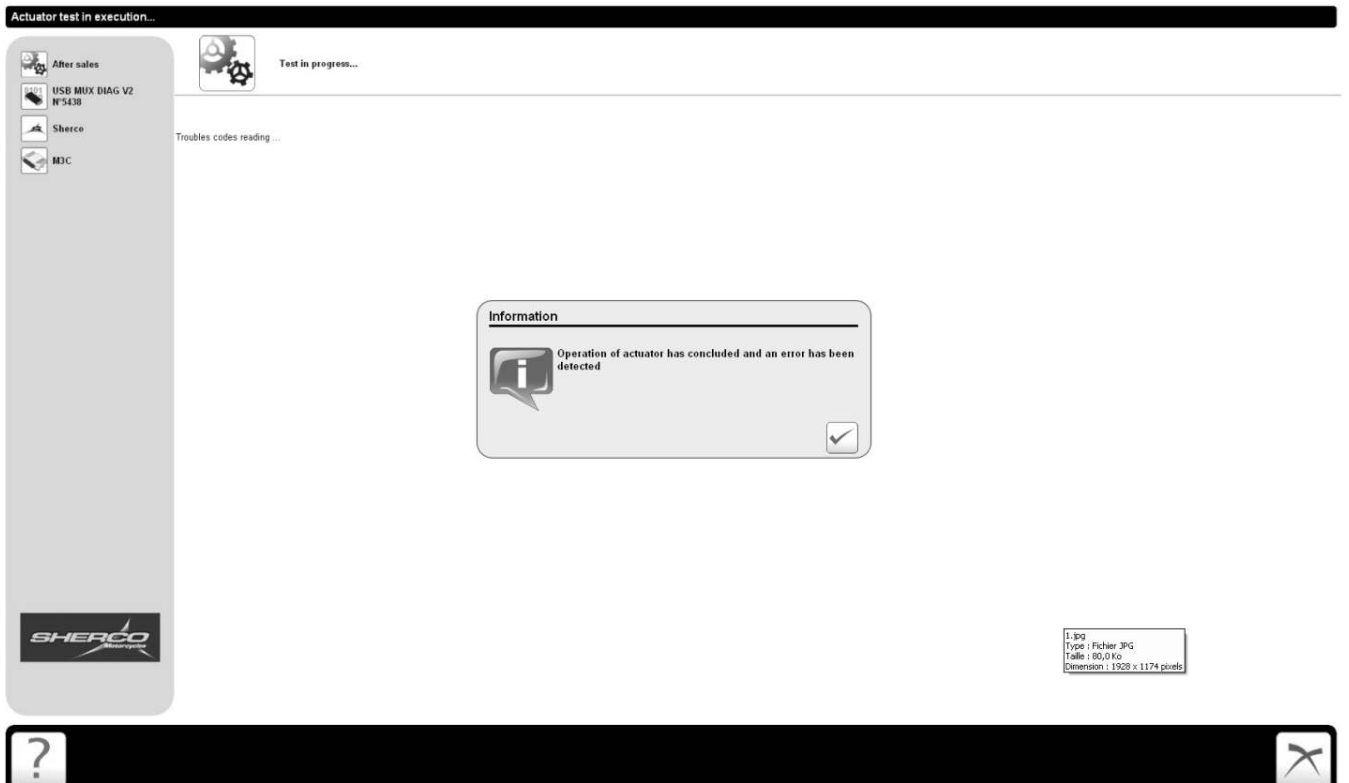 Actuator test in execution...
After sales
USB MUX DIAG V2
N°5438
Sherco
M3C
Test in progress...
Troubles codes reading ...
Information
Operation of actuator has concluded and an error has been
detected
SHERCO
Motorcycles
1.jpg
Type : Fichier JPG
Taille : 80,0 Ko
Dimension : 1928 x 1174 pixels
?